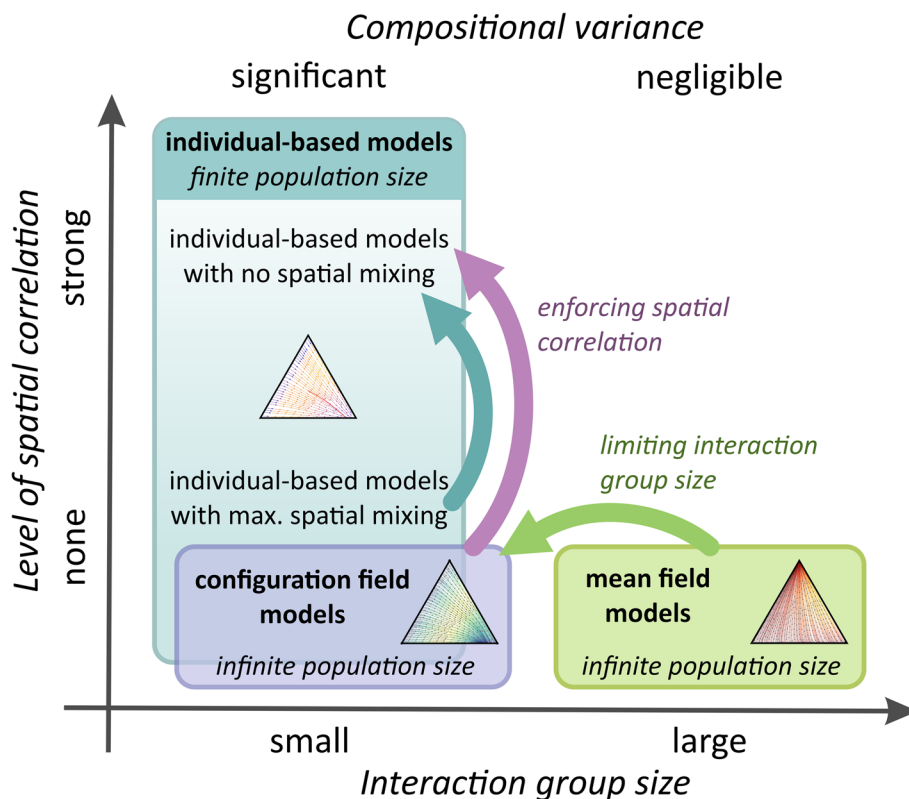 Compositional variance
significant
negligible
Level of spatial correlation
strong
none
individual-based models
finite population size
individual-based models
with no spatial mixing
enforcing spatial
correlation
limiting interaction
group size
individual-based models
with max. spatial mixing
configuration field
models
infinite population size
mean field
models
infinite population size
small
large
Interaction group size